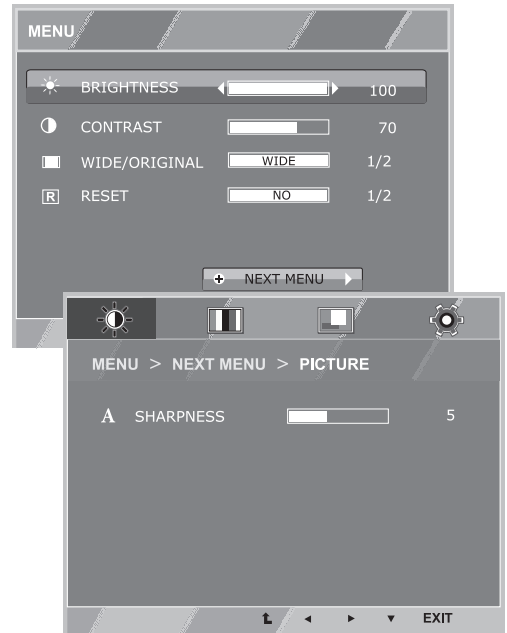 MENU
BRIGHTNESS 100
CONTRAST 70
WIDE/ORIGINAL WIDE 1/2
R RESET NO 1/2
NEXT MENU
MENU > NEXT MENU > PICTURE
A SHARPNESS 5
EXIT